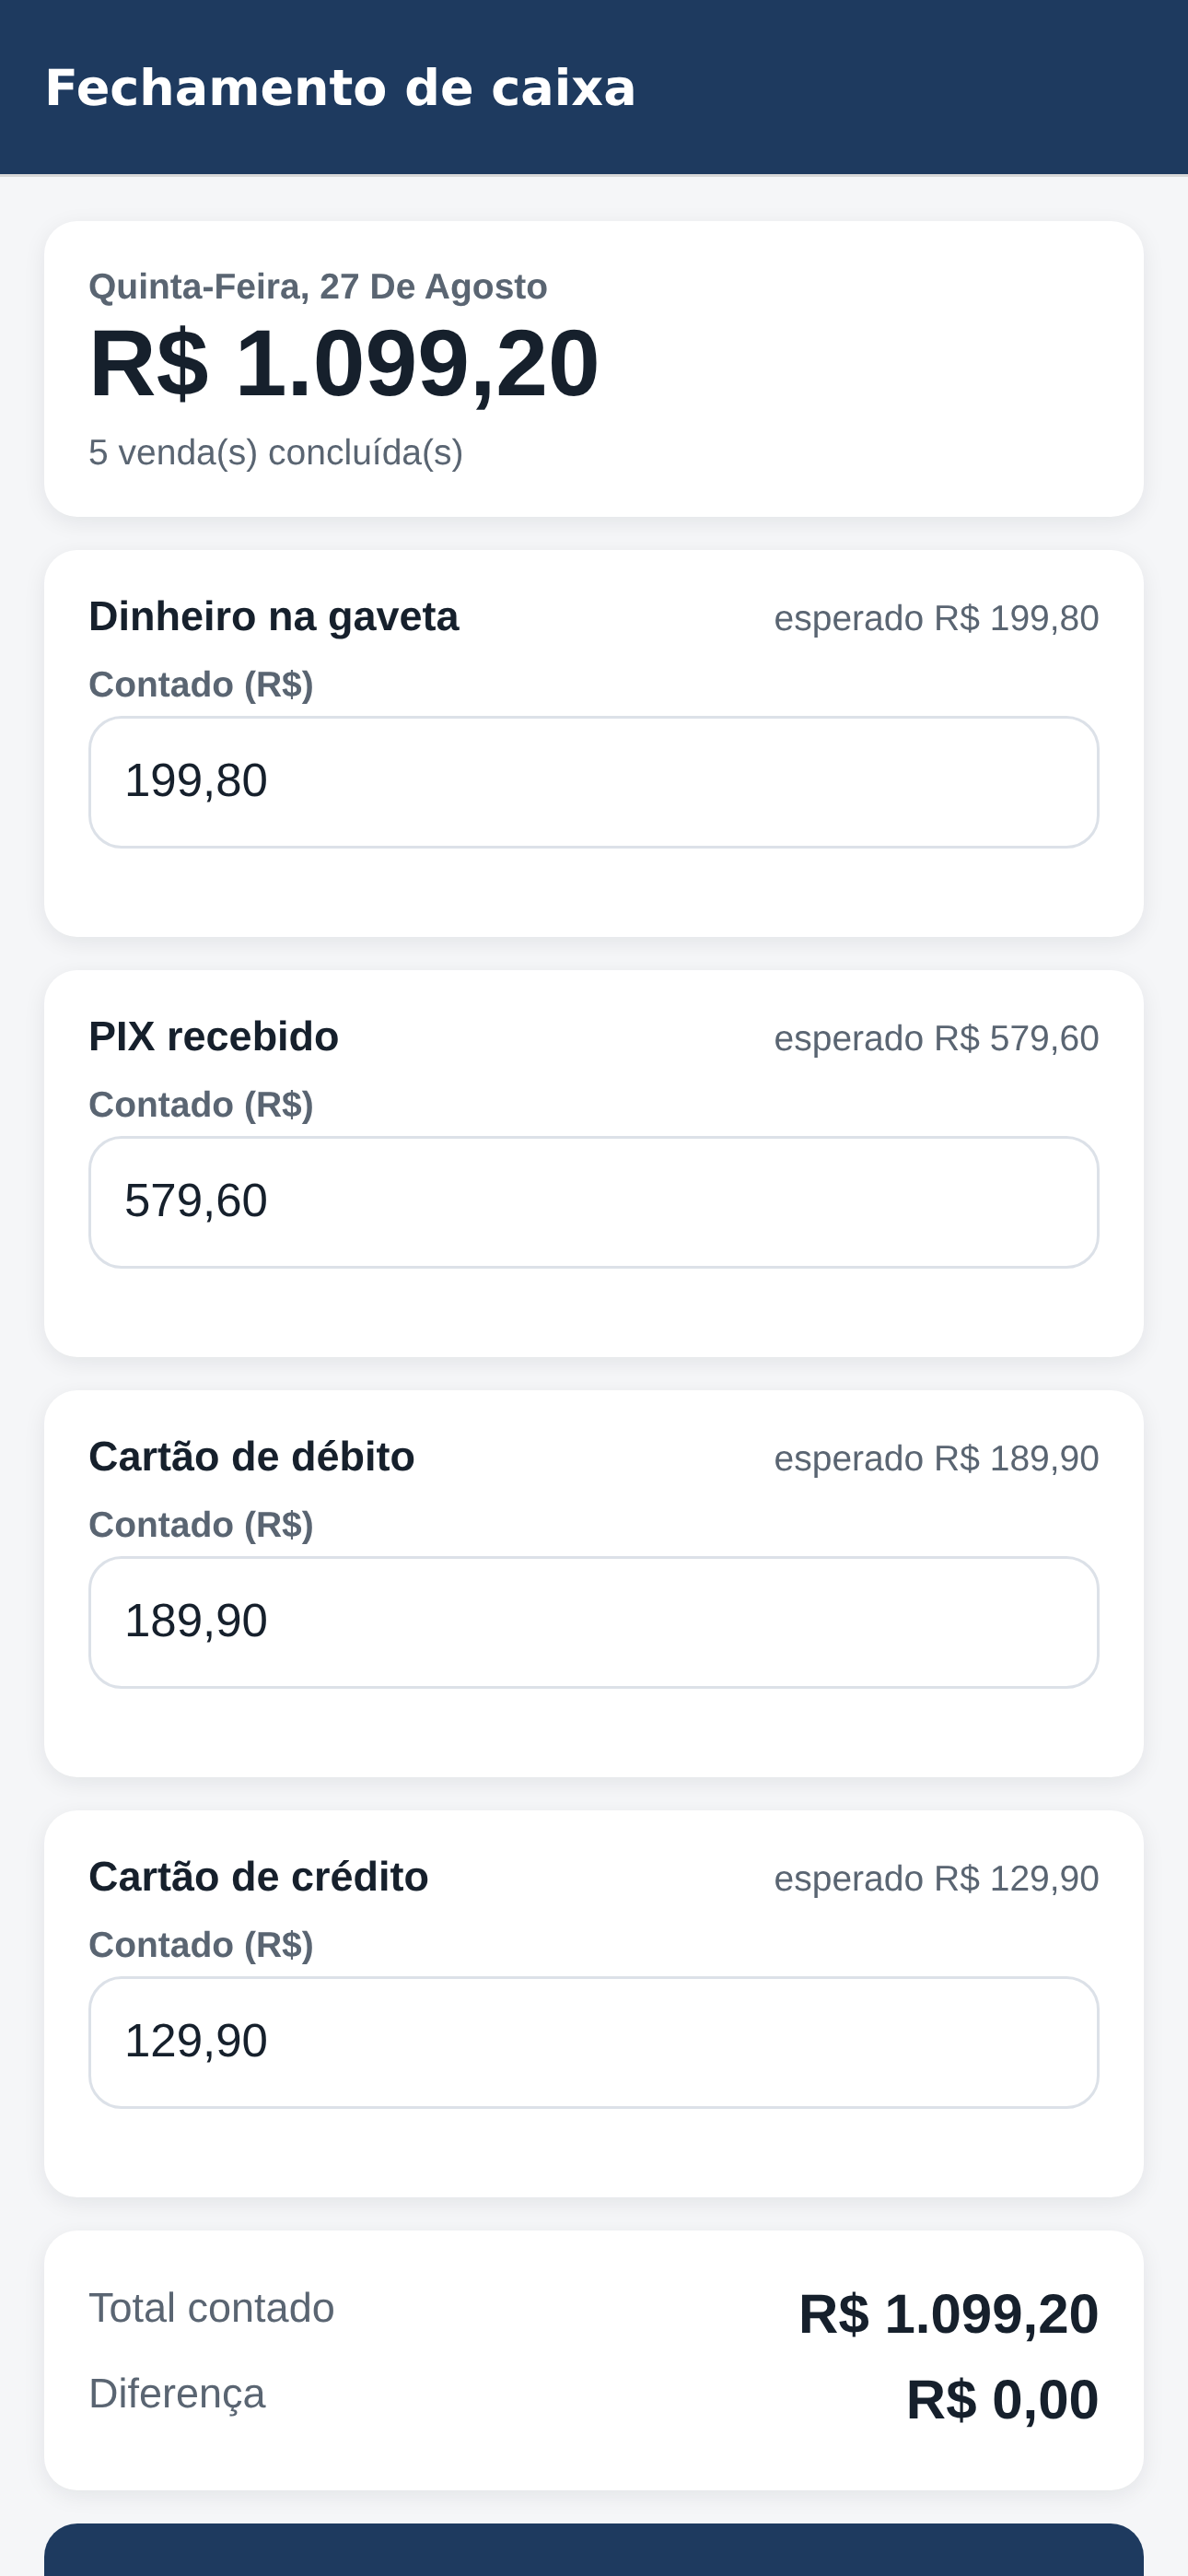 Fechamento de caixa
Quinta-Feira, 27 De Agosto
R$ 1.099,20
5 venda(s) concluída(s)
Dinheiro na gaveta esperado R$ 199,80
Contado (R$)
199,80
PIX recebido esperado R$ 579,60
Contado (R$)
579,60
Cartão de débito esperado R$ 189,90
Contado (R$)
189,90
Cartão de crédito esperado R$ 129,90
Contado (R$)
129,90
Total contado R$ 1.099,20
Diferença R$ 0,00